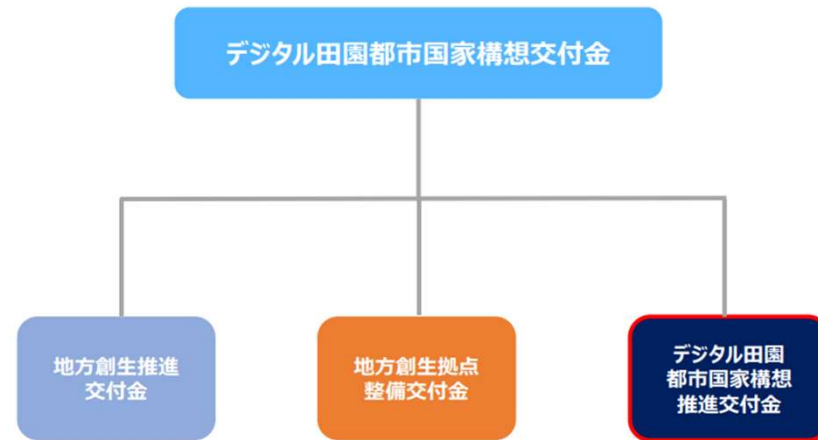 デジタル田園都市国家構想交付金
地方創生推進
交付金
地方創生拠点
整備交付金
デジタル田園
都市国家構想
推進交付金